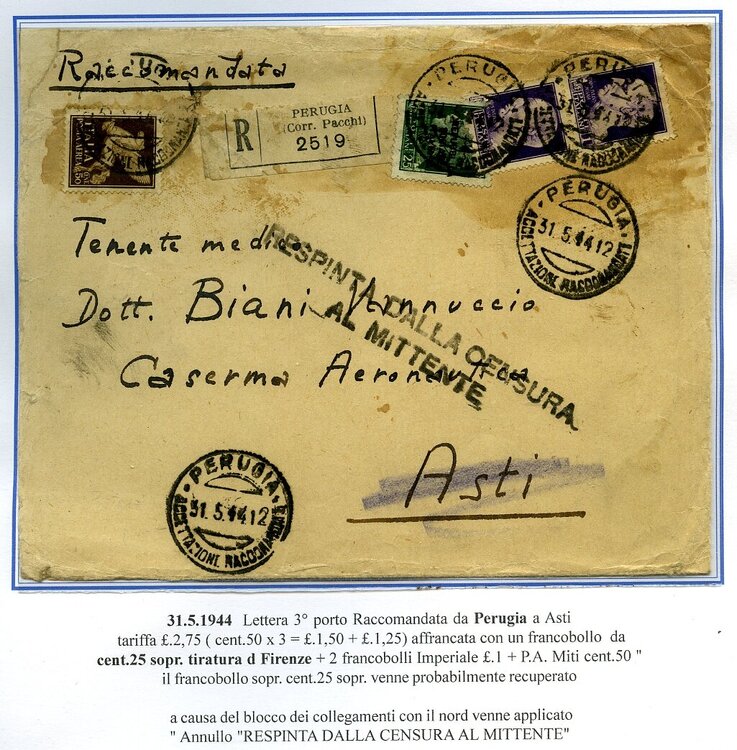 Raccomandata
R
PERUGIA
(Corr. Pacchi)
2519
PERUGIA
PERUGIA
31.5.44.12
ACCETTAZIONE RACCOMANDATE
Tenente medico
RESPINTA DALLA CENSURA
AL MITTENTE
Dott. Biani Vannuccio
Caserma Aeronautica
Asti
PERUGIA
31.5.44.12
ACCETTAZIONE RACCOMANDATE
31.5.1944 Lettera 3° porto Raccomandata da Perugia a Asti
tariffa £.2,75 ( cent.50 x 3 = £.1,50 + £.1,25) affrancata con un francobollo da
cent.25 sopr. tiratura d Firenze + 2 francobolli Imperiale £.1 + P.A. Miti cent.50 "
il francobollo sopr. cent.25 sopr. venne probabilmente recuperato
a causa del blocco dei collegamenti con il nord venne applicato
" Annullo "RESPINTA DALLA CENSURA AL MITTENTE"